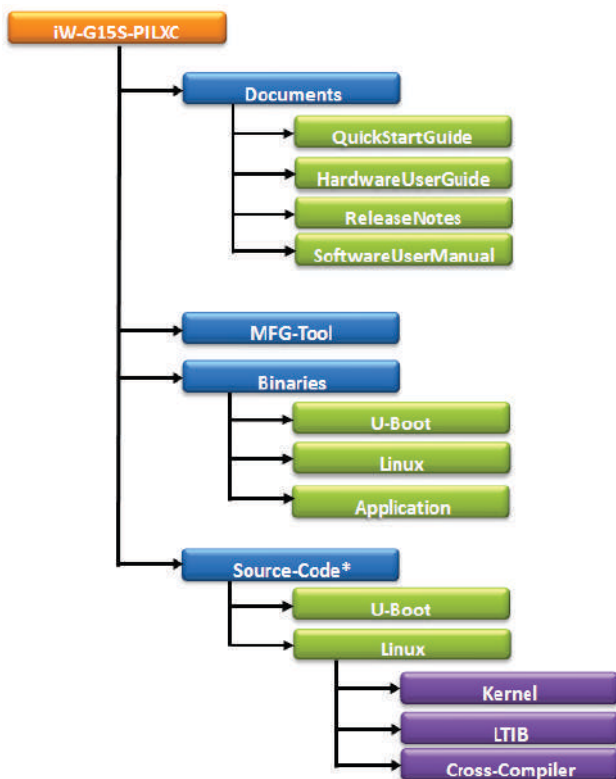 iW-G15S-PILXC
Documents
QuickStartGuide
HardwareUserGuide
ReleaseNotes
SoftwareUserManual
MFG-Tool
Binaries
U-Boot
Linux
Application
Source-Code*
U-Boot
Linux
Kernel
LTIB
Cross-Compiler